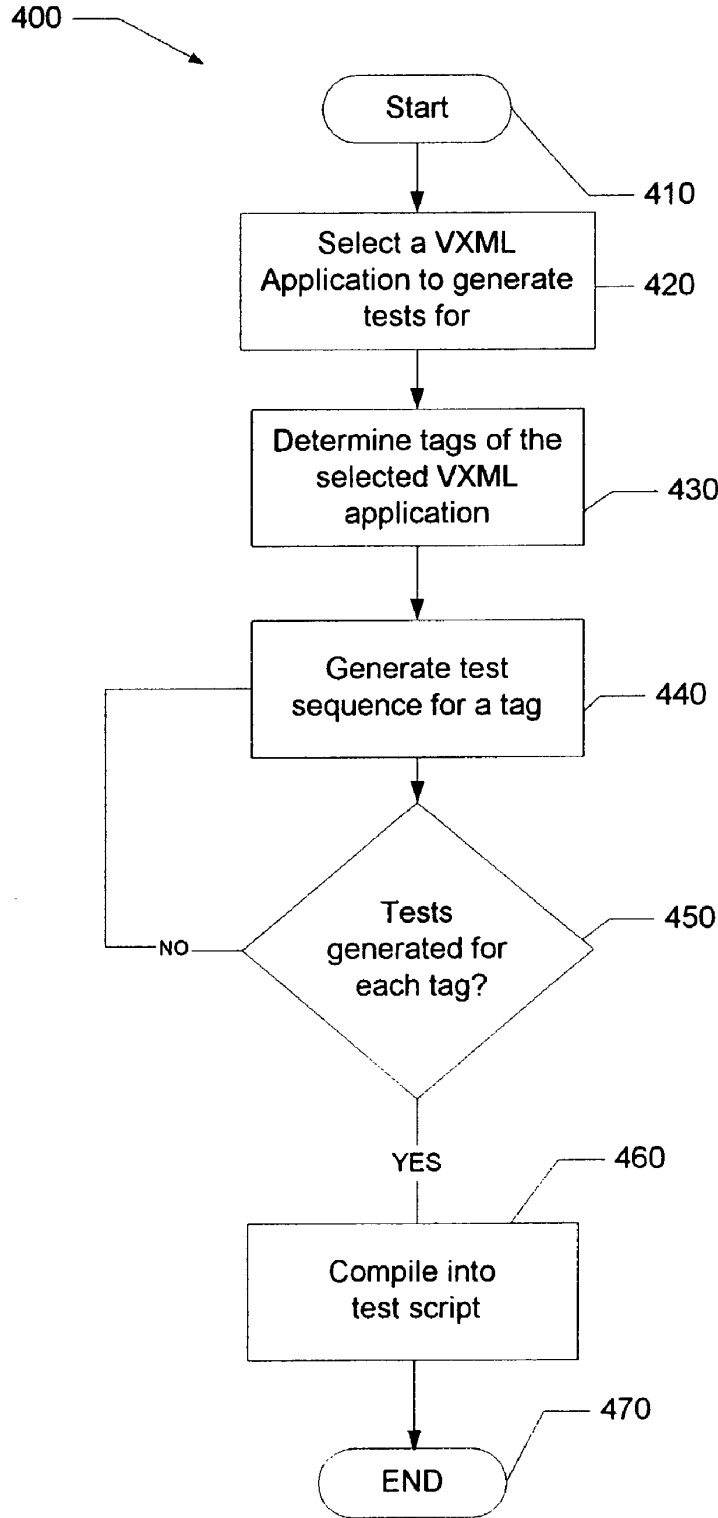 400
Start
410
Select a VXML
Application to generate
tests for
420
Determine tags of the
selected VXML
application
430
Generate test
sequence for a tag
440
Tests
generated for
each tag?
450
NO
YES
460
Compile into
test script
470
END